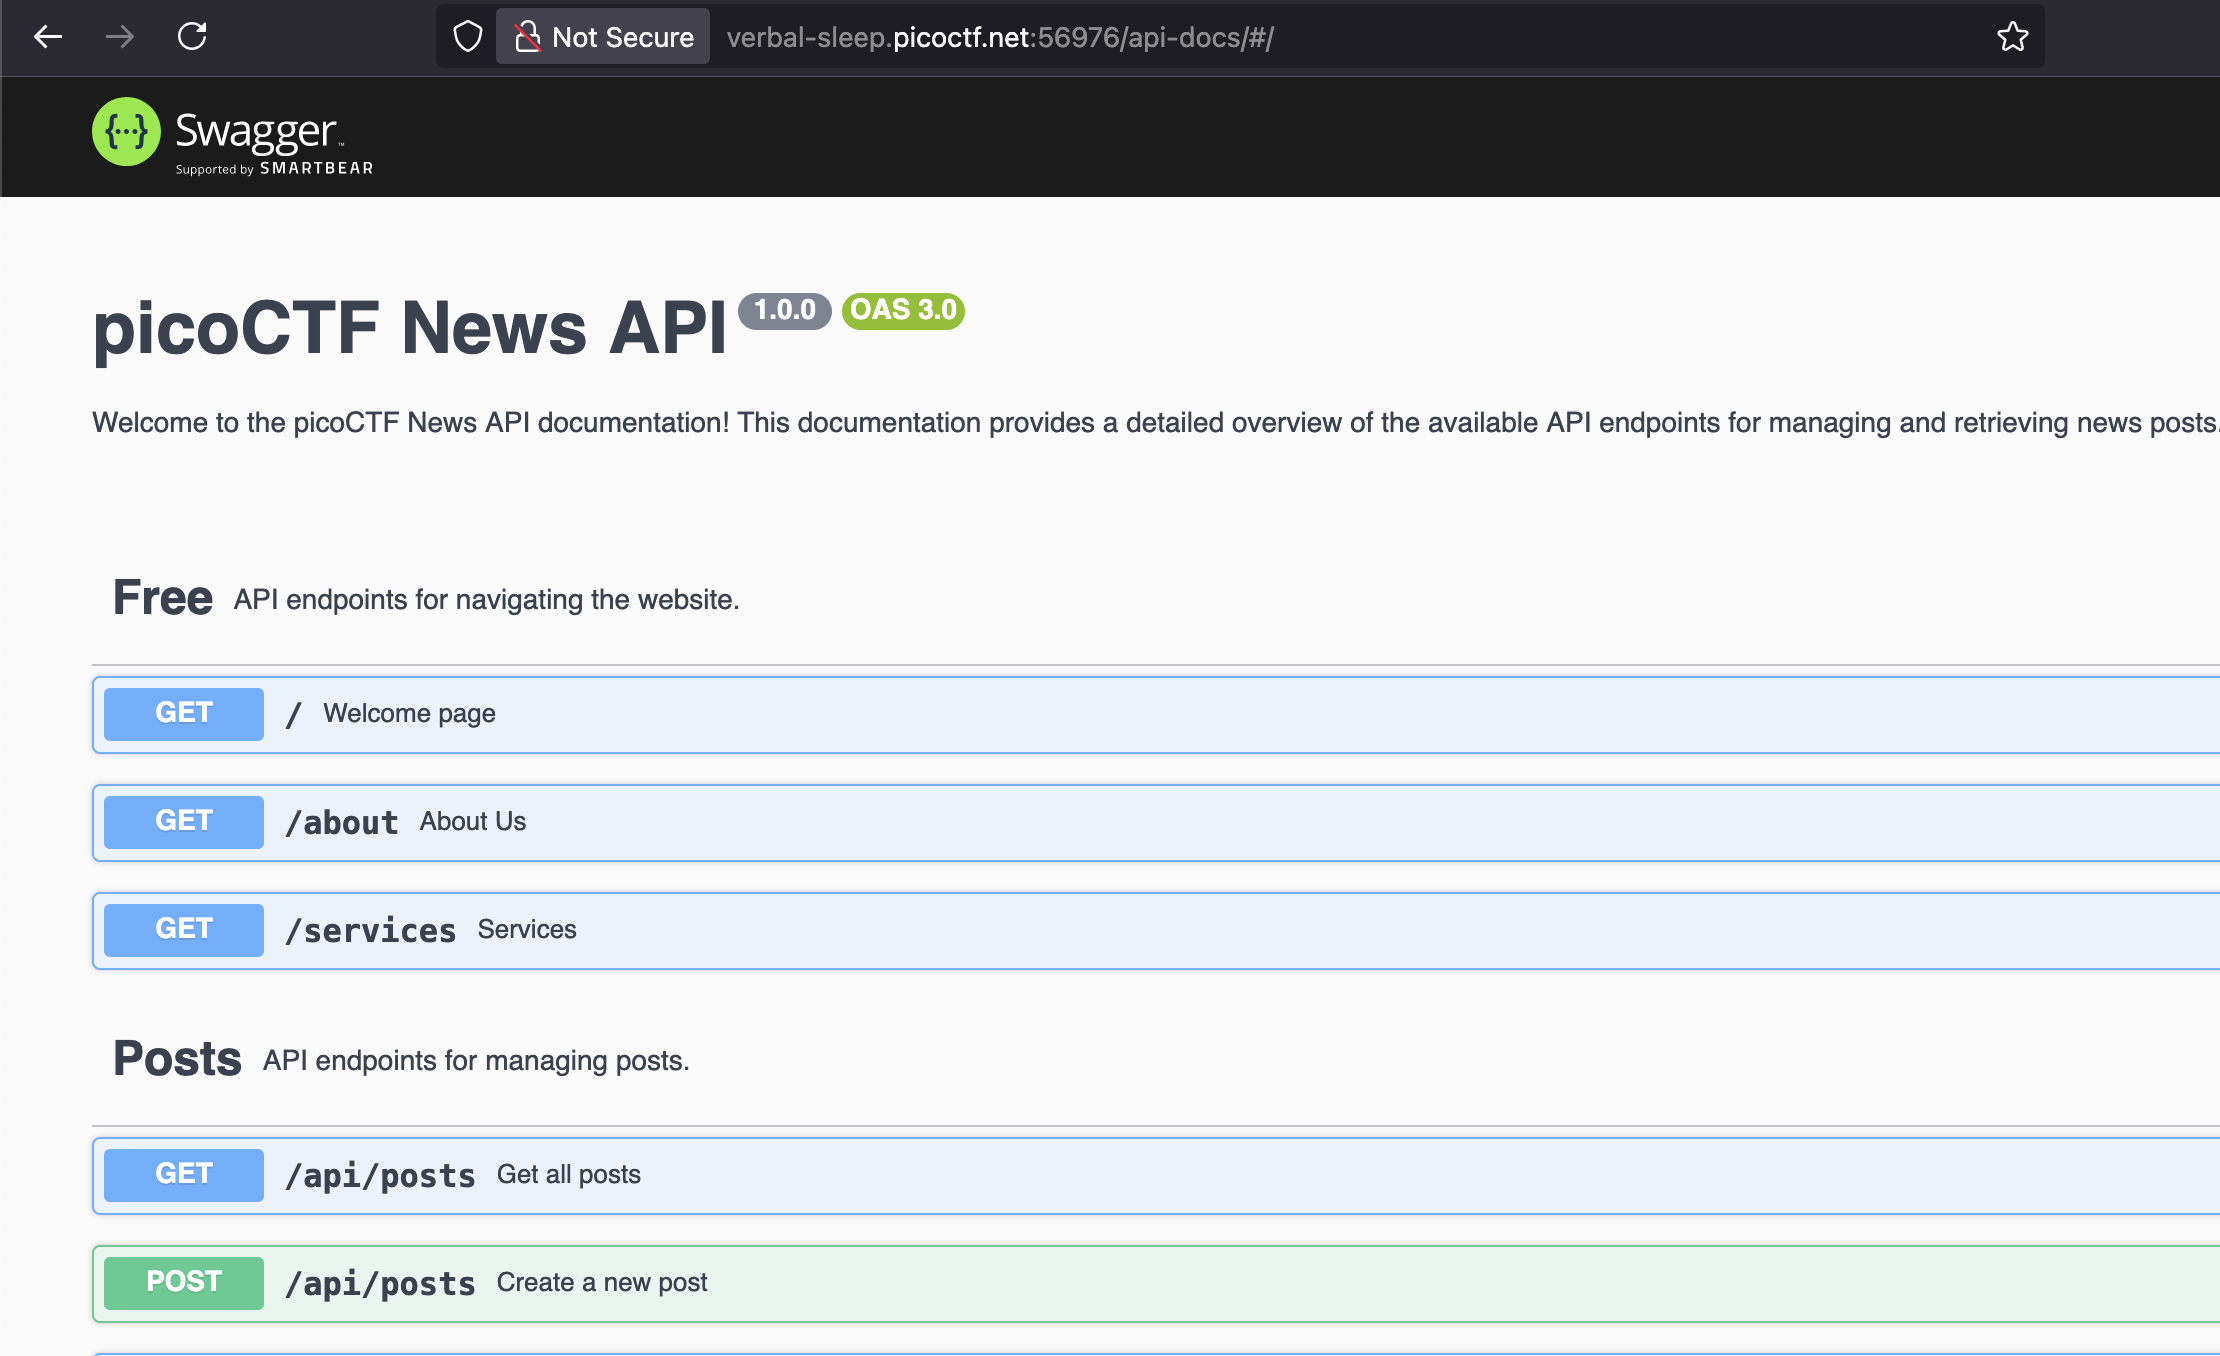 Not Secure verbal-sleep.picoctf.net:56976/api-docs/#/
{···} Swagger™
Supported by SMARTBEAR
picoCTF News API 1.0.0 OAS 3.0
Welcome to the picoCTF News API documentation! This documentation provides a detailed overview of the available API endpoints for managing and retrieving news posts.
Free API endpoints for navigating the website.
GET / Welcome page
GET /about About Us
GET /services Services
Posts API endpoints for managing posts.
GET /api/posts Get all posts
POST /api/posts Create a new post